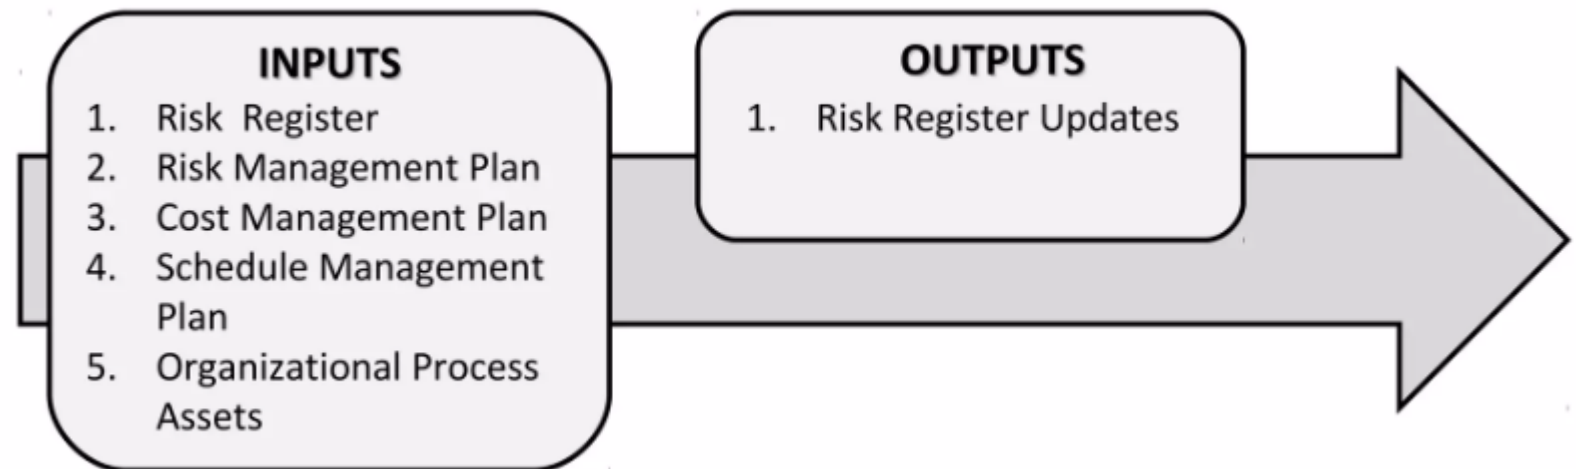 INPUTS
1. Risk Register
2. Risk Management Plan
3. Cost Management Plan
4. Schedule Management
Plan
5. Organizational Process
Assets
OUTPUTS
1. Risk Register Updates